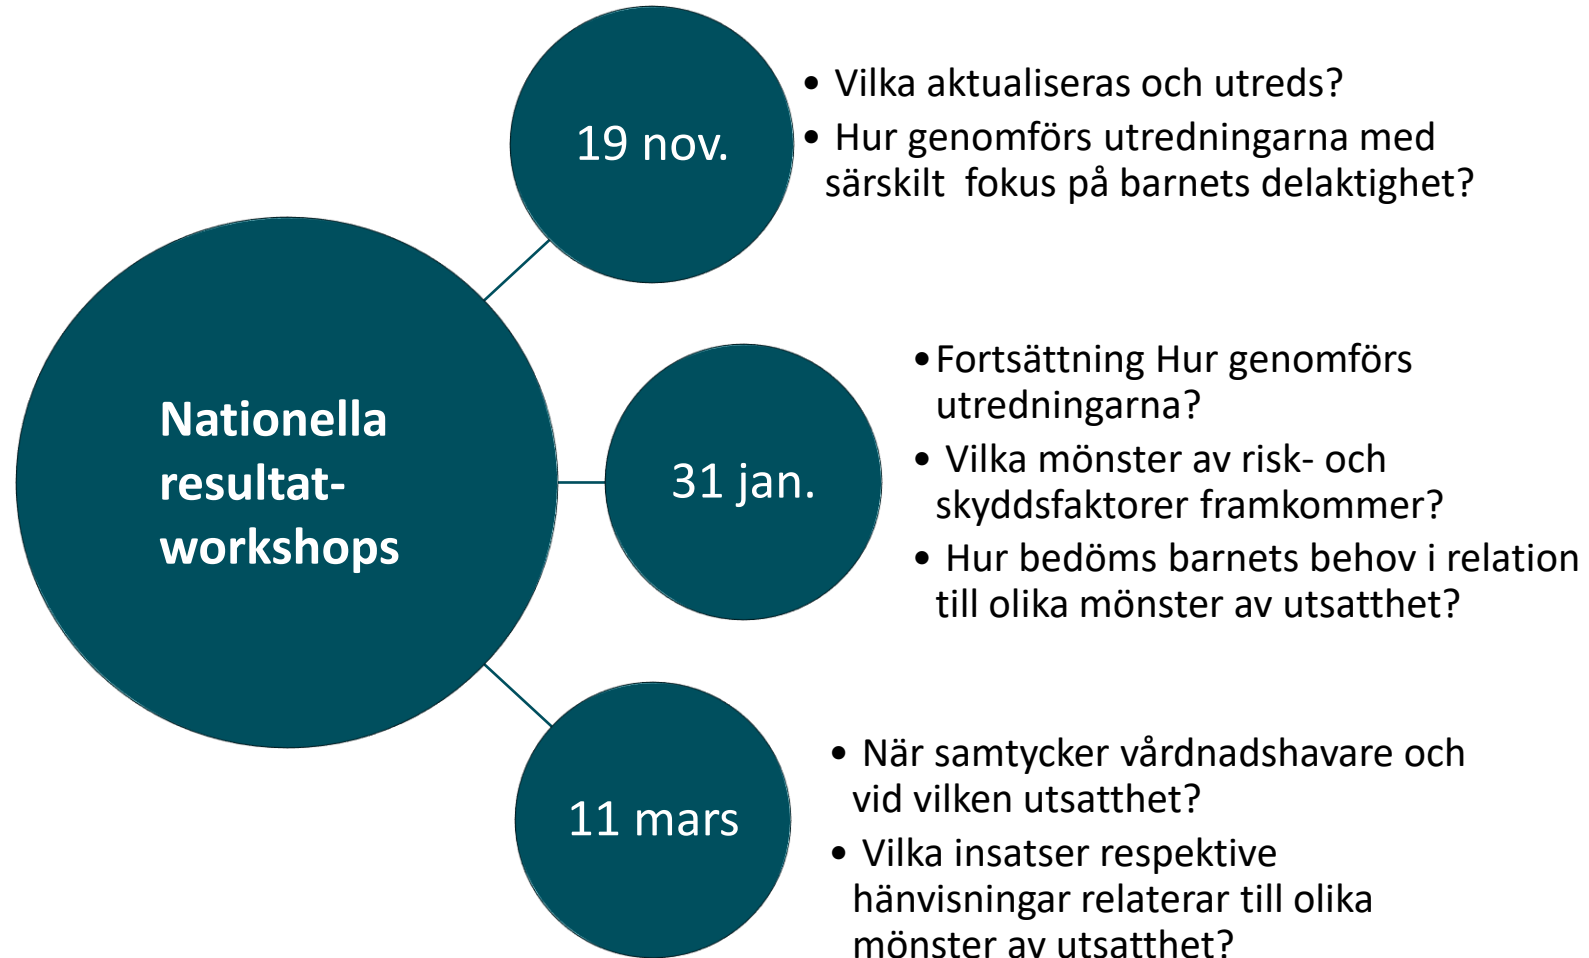 Nationella
resultat-
workshops
19 nov.
• Vilka aktualiseras och utreds?
• Hur genomförs utredningarna med
särskilt fokus på barnets delaktighet?
31 jan.
• Fortsättning Hur genomförs
utredningarna?
• Vilka mönster av risk- och
skyddsfaktorer framkommer?
• Hur bedöms barnets behov i relation
till olika mönster av utsatthet?
11 mars
• När samtycker vårdnadshavare och
vid vilken utsatthet?
• Vilka insatser respektive
hänvisningar relaterar till olika
mönster av utsatthet?